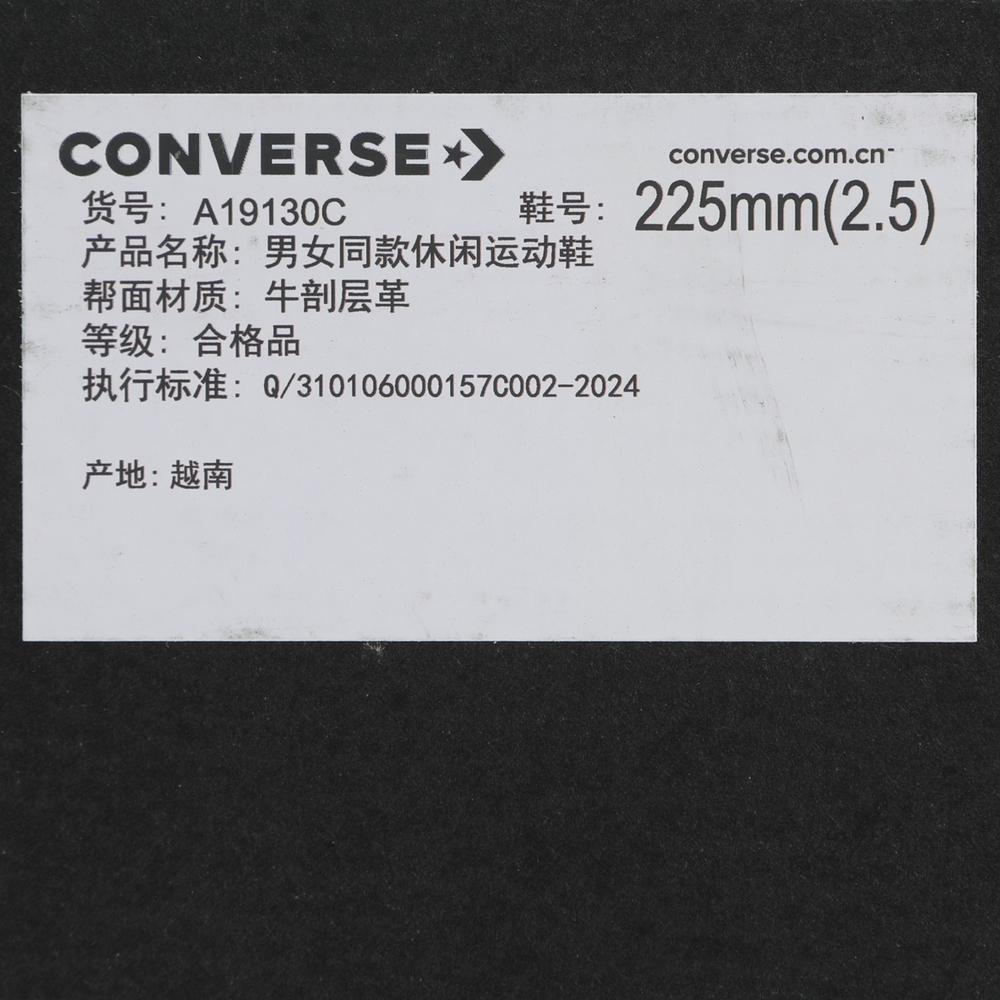 CONVERSE
converse.com.cn
货号: A19130C 鞋号: 225mm(2.5)
产品名称: 男女同款休闲运动鞋
帮面材质: 牛剖层革
等级: 合格品
执行标准: Q/310106000157C002-2024
产地: 越南